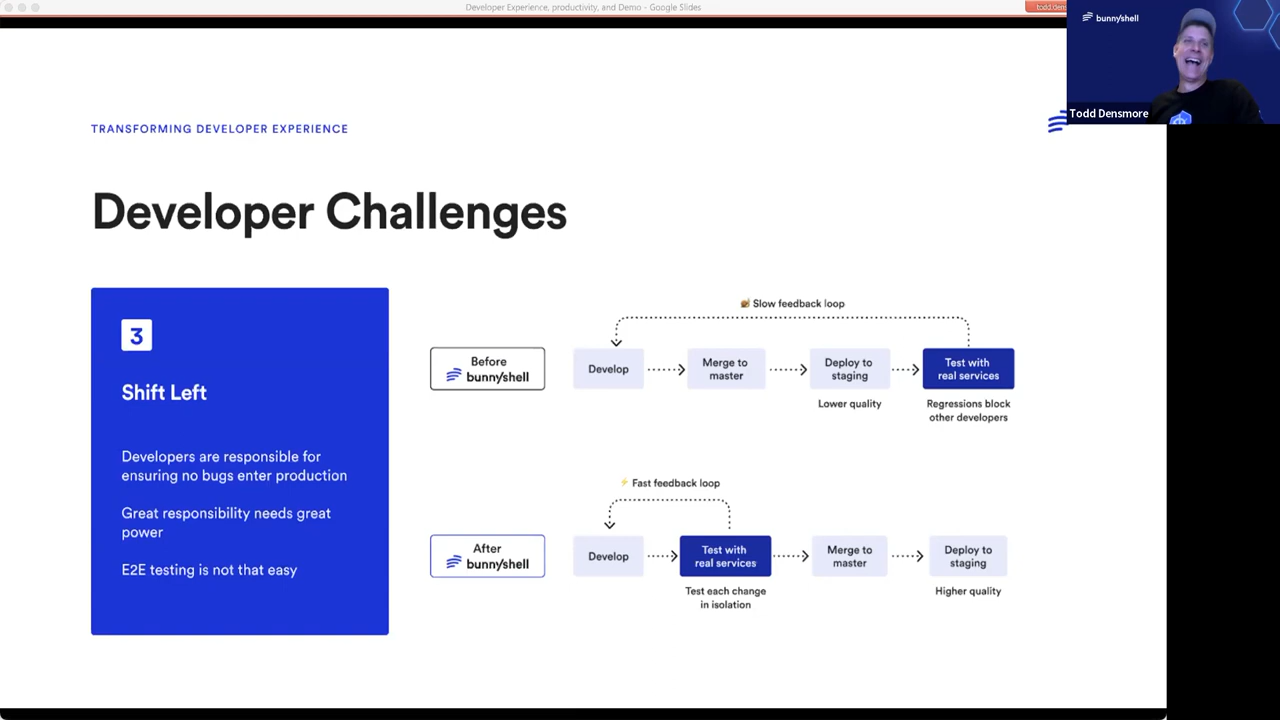 Developer Experience, productivity, and Demo - Google Slides
bunnyshell
Todd Densmore
TRANSFORMING DEVELOPER EXPERIENCE
Developer Challenges
3
Shift Left
Developers are responsible for
ensuring no bugs enter production
Great responsibility needs great
power
E2E testing is not that easy
🐌 Slow feedback loop
Before
bunnyshell
Develop
Merge to
master
Deploy to
staging
Test with
real services
Lower quality
Regressions block
other developers
⚡ Fast feedback loop
After
bunnyshell
Develop
Test with
real services
Merge to
master
Deploy to
staging
Test each change
in isolation
Higher quality